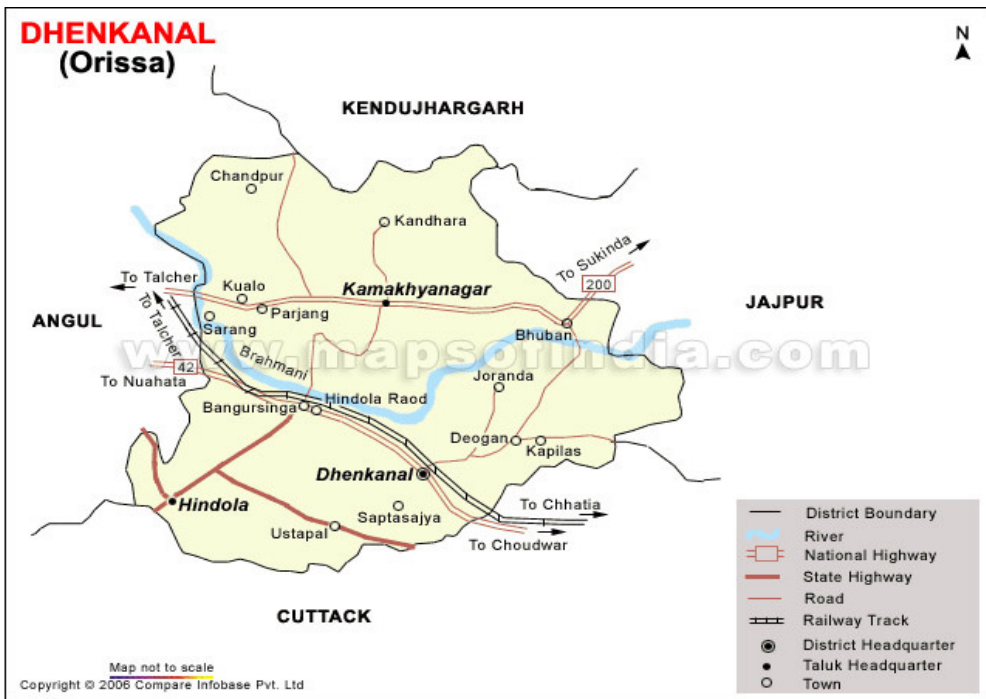 DHENKANAL
(Orissa)
N
KENDUJHARGARH
Chandpur
Kandhara
To Sukinda
To Talcher
200
Kualo
Kamakhyanagar
JAJPUR
ANGUL
To Talcher
Parjang
Sarang
Bhuban
www.mapsofindia.com
Brahmani
42
To Nuahata
Joranda
Hindola Raod
Bangursinga
Deogan
Kapilas
Dhenkanal
Hindola
Saptasajya
To Chhatia
Ustapal
To Choudwar
CUTTACK
District Boundary
River
National Highway
State Highway
Road
Railway Track
District Headquarter
Taluk Headquarter
Town
Map not to scale
Copyright © 2006 Compare Infobase Pvt. Ltd